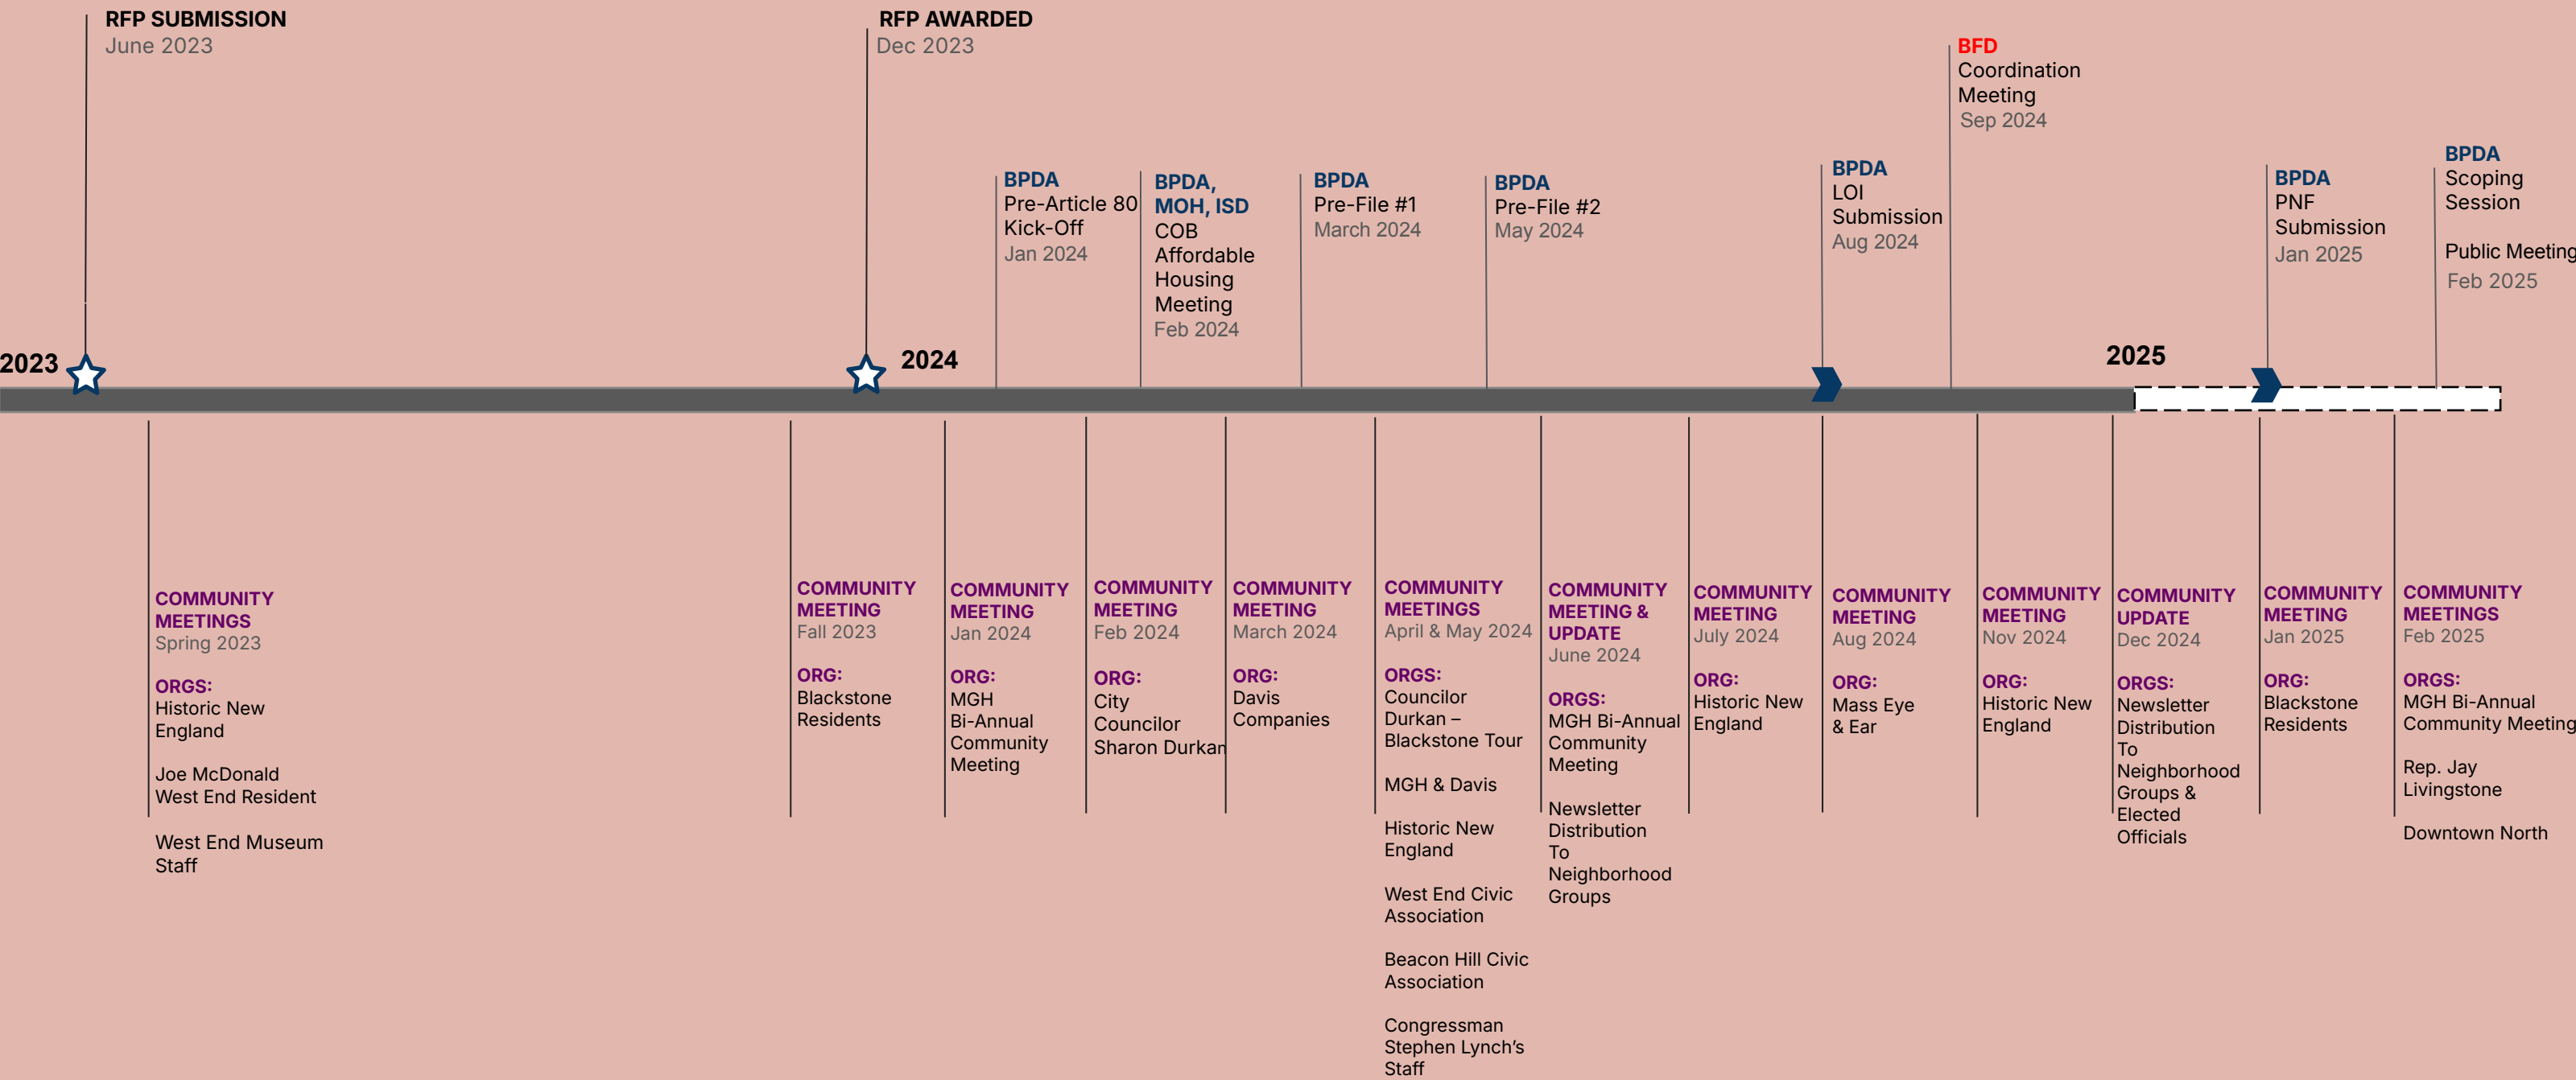 RFP SUBMISSION
June 2023
RFP AWARDED
Dec 2023
BFD
Coordination
Meeting
Sep 2024
BPDA
Pre-Article 80
Kick-Off
Jan 2024
BPDA,
MOH, ISD
COB
Affordable
Housing
Meeting
Feb 2024
BPDA
Pre-File #1
March 2024
BPDA
Pre-File #2
May 2024
BPDA
LOI
Submission
Aug 2024
BPDA
PNF
Submission
Jan 2025
BPDA
Scoping
Session
Public Meeting
Feb 2025
2023
2024
2025
COMMUNITY
MEETINGS
Spring 2023
ORGS:
Historic New
England
Joe McDonald
West End Resident
West End Museum
Staff
COMMUNITY
MEETING
Fall 2023
ORG:
Blackstone
Residents
COMMUNITY
MEETING
Jan 2024
ORG:
MGH
Bi-Annual
Community
Meeting
COMMUNITY
MEETING
Feb 2024
ORG:
City
Councilor
Sharon Durkan
COMMUNITY
MEETING
March 2024
ORG:
Davis
Companies
COMMUNITY
MEETINGS
April & May 2024
ORGS:
Councilor
Durkan –
Blackstone Tour
MGH & Davis
Historic New
England
West End Civic
Association
Beacon Hill Civic
Association
Congressman
Stephen Lynch’s
Staff
COMMUNITY
MEETING &
UPDATE
June 2024
ORGS:
MGH Bi-Annual
Community
Meeting
Newsletter
Distribution
To
Neighborhood
Groups
COMMUNITY
MEETING
July 2024
ORG:
Historic New
England
COMMUNITY
MEETING
Aug 2024
ORG:
Mass Eye
& Ear
COMMUNITY
MEETING
Nov 2024
ORG:
Historic New
England
COMMUNITY
UPDATE
Dec 2024
ORGS:
Newsletter
Distribution
To
Neighborhood
Groups &
Elected
Officials
COMMUNITY
MEETING
Jan 2025
ORG:
Blackstone
Residents
COMMUNITY
MEETINGS
Feb 2025
ORGS:
MGH Bi-Annual
Community Meeting
Rep. Jay
Livingstone
Downtown North